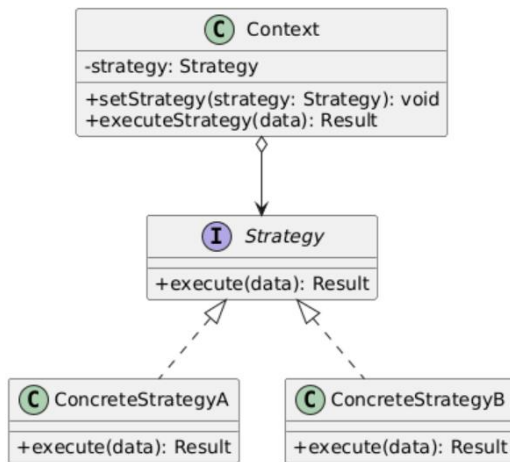 C Context
-strategy: Strategy
+setStrategy(strategy: Strategy): void
+executeStrategy(data): Result
I Strategy
+execute(data): Result
C ConcreteStrategyA
+execute(data): Result
C ConcreteStrategyB
+execute(data): Result